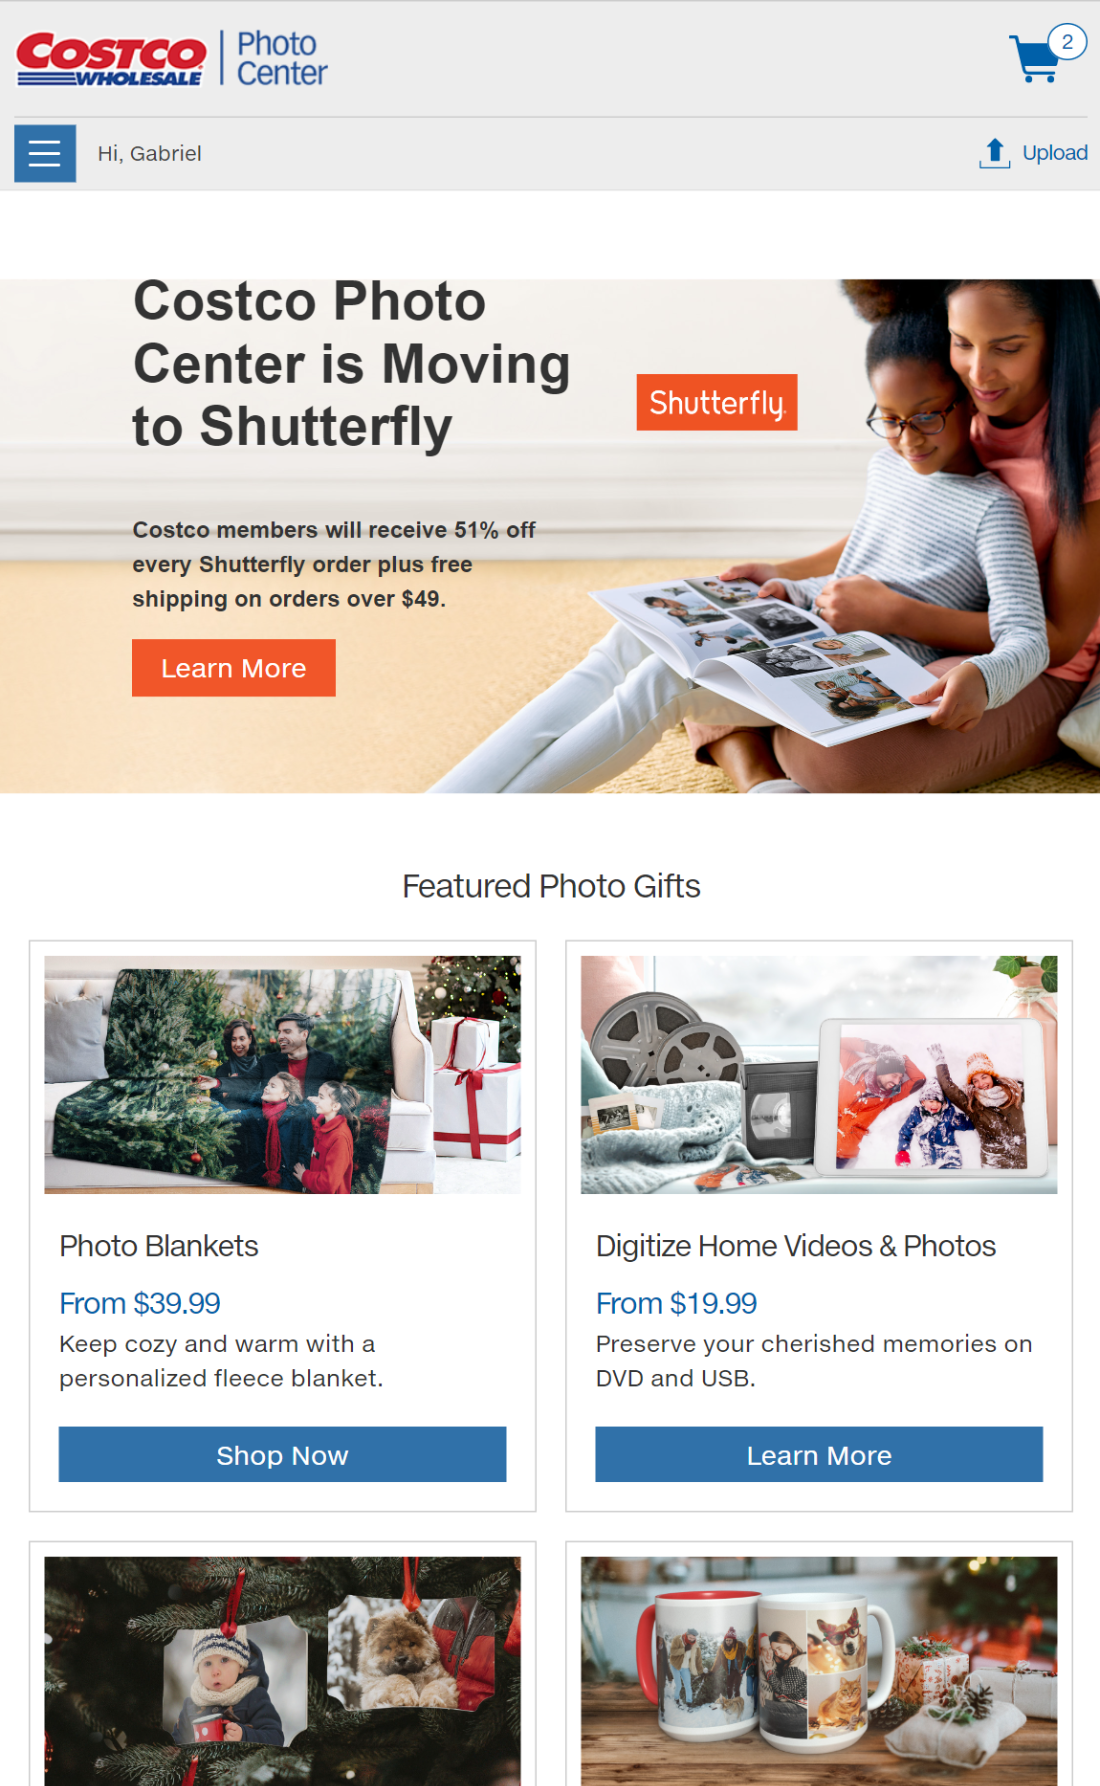 COSTCO
WHOLESALE
Photo
Center
2
Hi, Gabriel
Upload
Costco Photo
Center is Moving
to Shutterfly
Shutterfly
Costco members will receive 51% off
every Shutterfly order plus free
shipping on orders over $49.
Learn More
Featured Photo Gifts
Photo Blankets
From $39.99
Keep cozy and warm with a
personalized fleece blanket.
Shop Now
Digitize Home Videos & Photos
From $19.99
Preserve your cherished memories on
DVD and USB.
Learn More